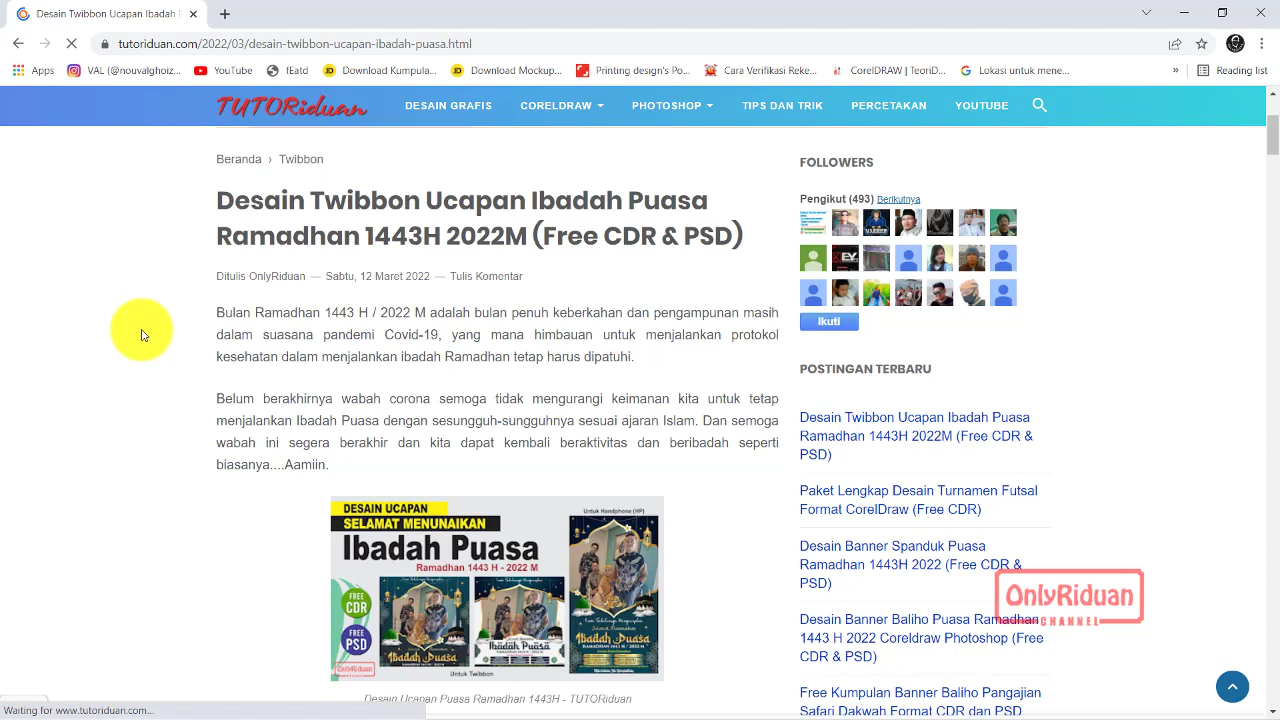 Desain Twibbon Ucapan Ibadah P
tutoriduan.com/2022/03/desain-twibbon-ucapan-ibadah-puasa.html
Apps
VAL (@nouvalghoiz...
YouTube
fEatd
Download Kumpula...
Download Mockup...
Printing design's Po...
Cara Verifikasi Reke...
CorelDRAW | TeoriD...
Lokasi untuk mene...
»
Reading list
TUTORiduan
DESAIN GRAFIS
CORELDRAW
PHOTOSHOP
TIPS DAN TRIK
PERCETAKAN
YOUTUBE
Beranda › Twibbon
Desain Twibbon Ucapan Ibadah Puasa
Ramadhan 1443H 2022M (Free CDR & PSD)
Ditulis OnlyRiduan — Sabtu, 12 Maret 2022 — Tulis Komentar
Bulan Ramadhan 1443 H / 2022 M adalah bulan penuh keberkahan dan pengampunan masih
dalam suasana pandemi Covid-19, yang mana himbauan untuk menjalankan protokol
kesehatan dalam menjalankan ibadah Ramadhan tetap harus dipatuhi.
Belum berakhirnya wabah corona semoga tidak mengurangi keimanan kita untuk tetap
menjalankan Ibadah Puasa dengan sesungguh-sungguhnya sesuai ajaran Islam. Dan semoga
wabah ini segera berakhir dan kita dapat kembali beraktivitas dan beribadah seperti
biasanya....Aamiin.
DESAIN UCAPAN
SELAMAT MENUNAIKAN
Ibadah Puasa
Ramadhan 1443 H - 2022 M
Untuk Handphone (HP)
FREE
CDR
FREE
PSD
Ibadah Puasa
Ibadah Puasa
Ibadah Puasa
OnlyRiduan
Untuk Twibbon
Desain Ucapan Puasa Ramadhan 1443H - TUTORiduan
FOLLOWERS
Pengikut (493) Berikutnya
Ikuti
POSTINGAN TERBARU
Desain Twibbon Ucapan Ibadah Puasa
Ramadhan 1443H 2022M (Free CDR &
PSD)
Paket Lengkap Desain Turnamen Futsal
Format CorelDraw (Free CDR)
Desain Banner Spanduk Puasa
Ramadhan 1443H 2022 (Free CDR &
PSD)
Desain Banner Baliho Puasa Ramadhan
1443 H 2022 Coreldraw Photoshop (Free
CDR & PSD)
Free Kumpulan Banner Baliho Pangajian
Safari Dakwah Format CDR dan PSD
OnlyRiduan
CHANNEL
Waiting for www.tutoriduan.com...